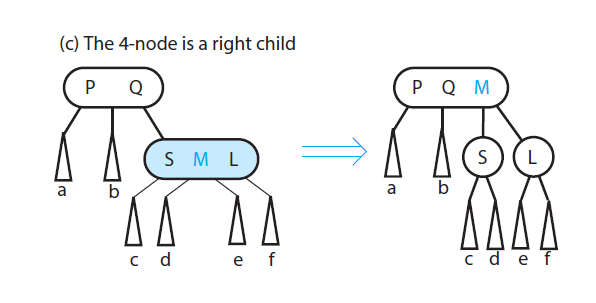 (c) The 4-node is a right child
P Q
P Q M
S M L
S
L
a
b
a
b
c d e f
c d e f